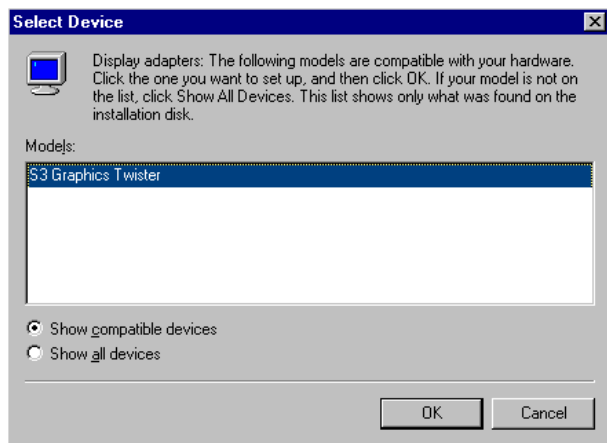 Select Device
Display adapters: The following models are compatible with your hardware.
Click the one you want to set up, and then click OK. If your model is not on
the list, click Show All Devices. This list shows only what was found on the
installation disk.
Models:
S3 Graphics Twister
Show compatible devices
Show all devices
OK
Cancel